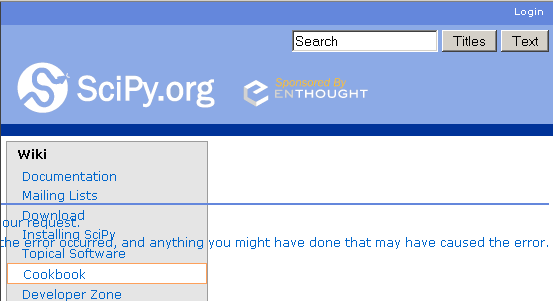 Login
Search Titles Text
SciPy.org
Sponsored By
ENTHOUGHT
Wiki
Documentation
Mailing Lists
Download
our request.
Installing SciPy
the error occurred, and anything you might have done that may have caused the error.
Topical Software
Cookbook
Developer Zone